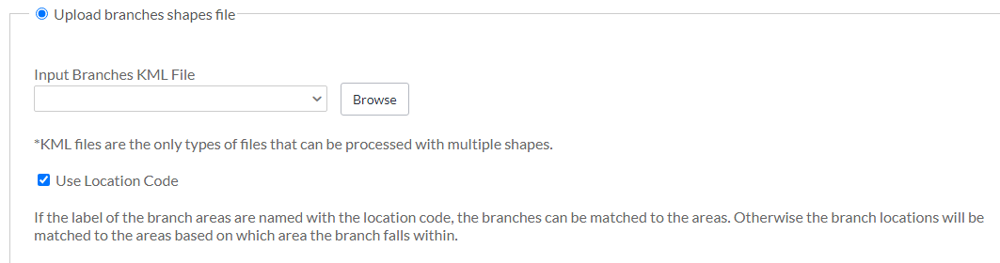 Upload branches shapes file
Input Branches KML File
Browse
*KML files are the only types of files that can be processed with multiple shapes.
Use Location Code
If the label of the branch areas are named with the location code, the branches can be matched to the areas. Otherwise the branch locations will be
matched to the areas based on which area the branch falls within.